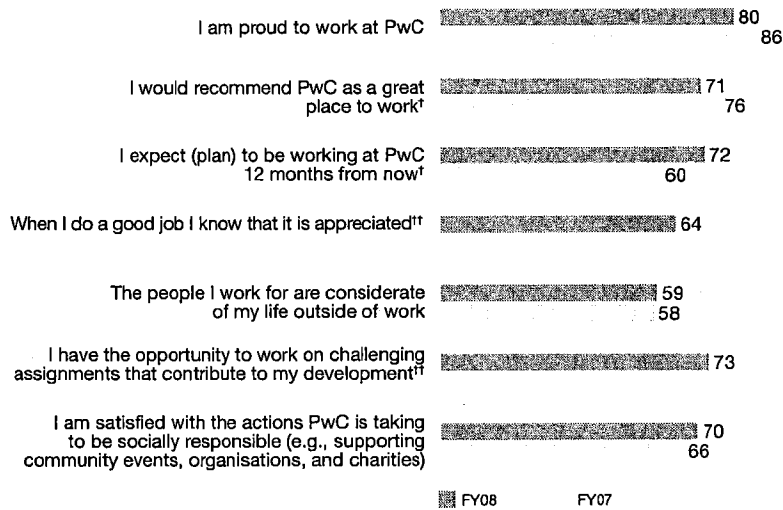 I am proud to work at PwC
80
86
I would recommend PwC as a great
place to work†
71
76
I expect (plan) to be working at PwC
12 months from now†
72
60
When I do a good job I know that it is appreciated††
64
The people I work for are considerate
of my life outside of work
59
58
I have the opportunity to work on challenging
assignments that contribute to my development††
73
I am satisfied with the actions PwC is taking
to be socially responsible (e.g., supporting
community events, organisations, and charities)
70
66
FY08 FY07